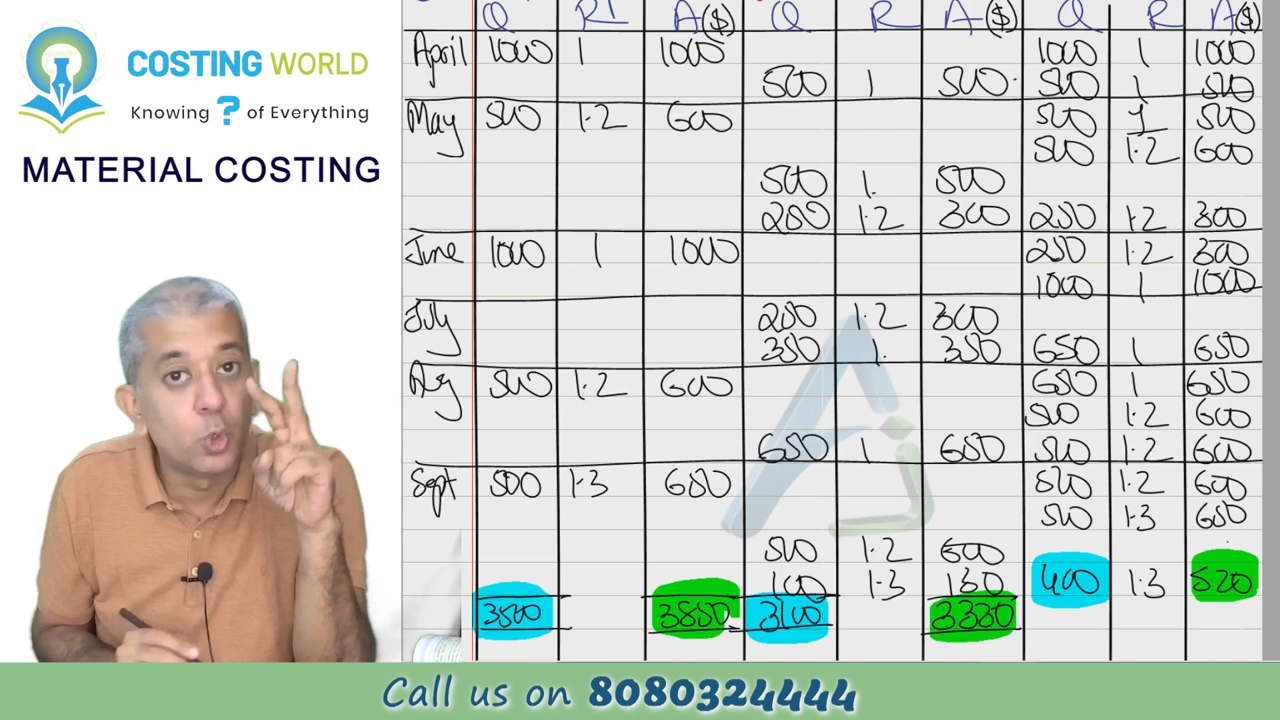 COSTING WORLD
Knowing ? of Everything
MATERIAL COSTING
Q R A($) Q R A($) Q R A($)
April 1000 1 1000 1000 1 1000
500 1 500 500 1 500
May 500 1.2 600 500 1 500
500 1.2 600
500 1. 500
250 1.2 300 250 1.2 300
June 1000 1 1000 250 1.2 300
1000 1 1000
July 250 1.2 300
350 1. 350 650 1 650
Aug 500 1.2 600 650 1 650
500 1.2 600
650 1 650 500 1.2 600
Sept 500 1.3 650 500 1.2 600
500 1.3 650
500 1.2 600
100 1.3 130 400 1.3 520
3500 3850 3100 3330
Call us on 8080324444